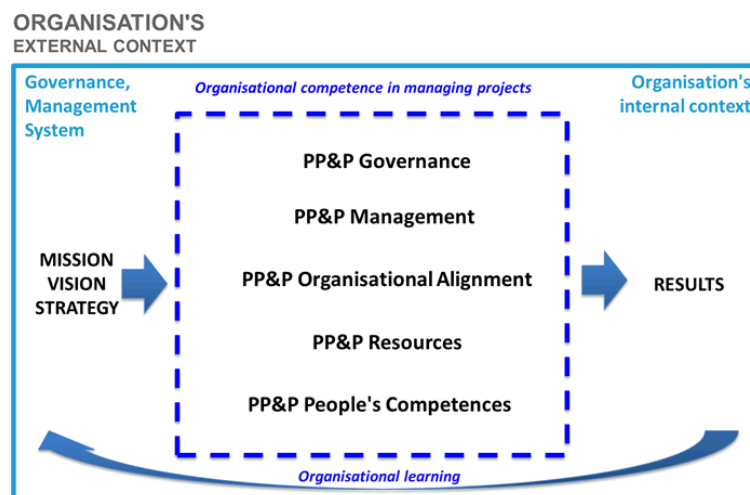 ORGANISATION'S
EXTERNAL CONTEXT
Governance,
Management
System
Organisational competence in managing projects
Organisation's
internal context
PP&P Governance
PP&P Management
MISSION
VISION
STRATEGY
PP&P Organisational Alignment
RESULTS
PP&P Resources
PP&P People's Competences
Organisational learning